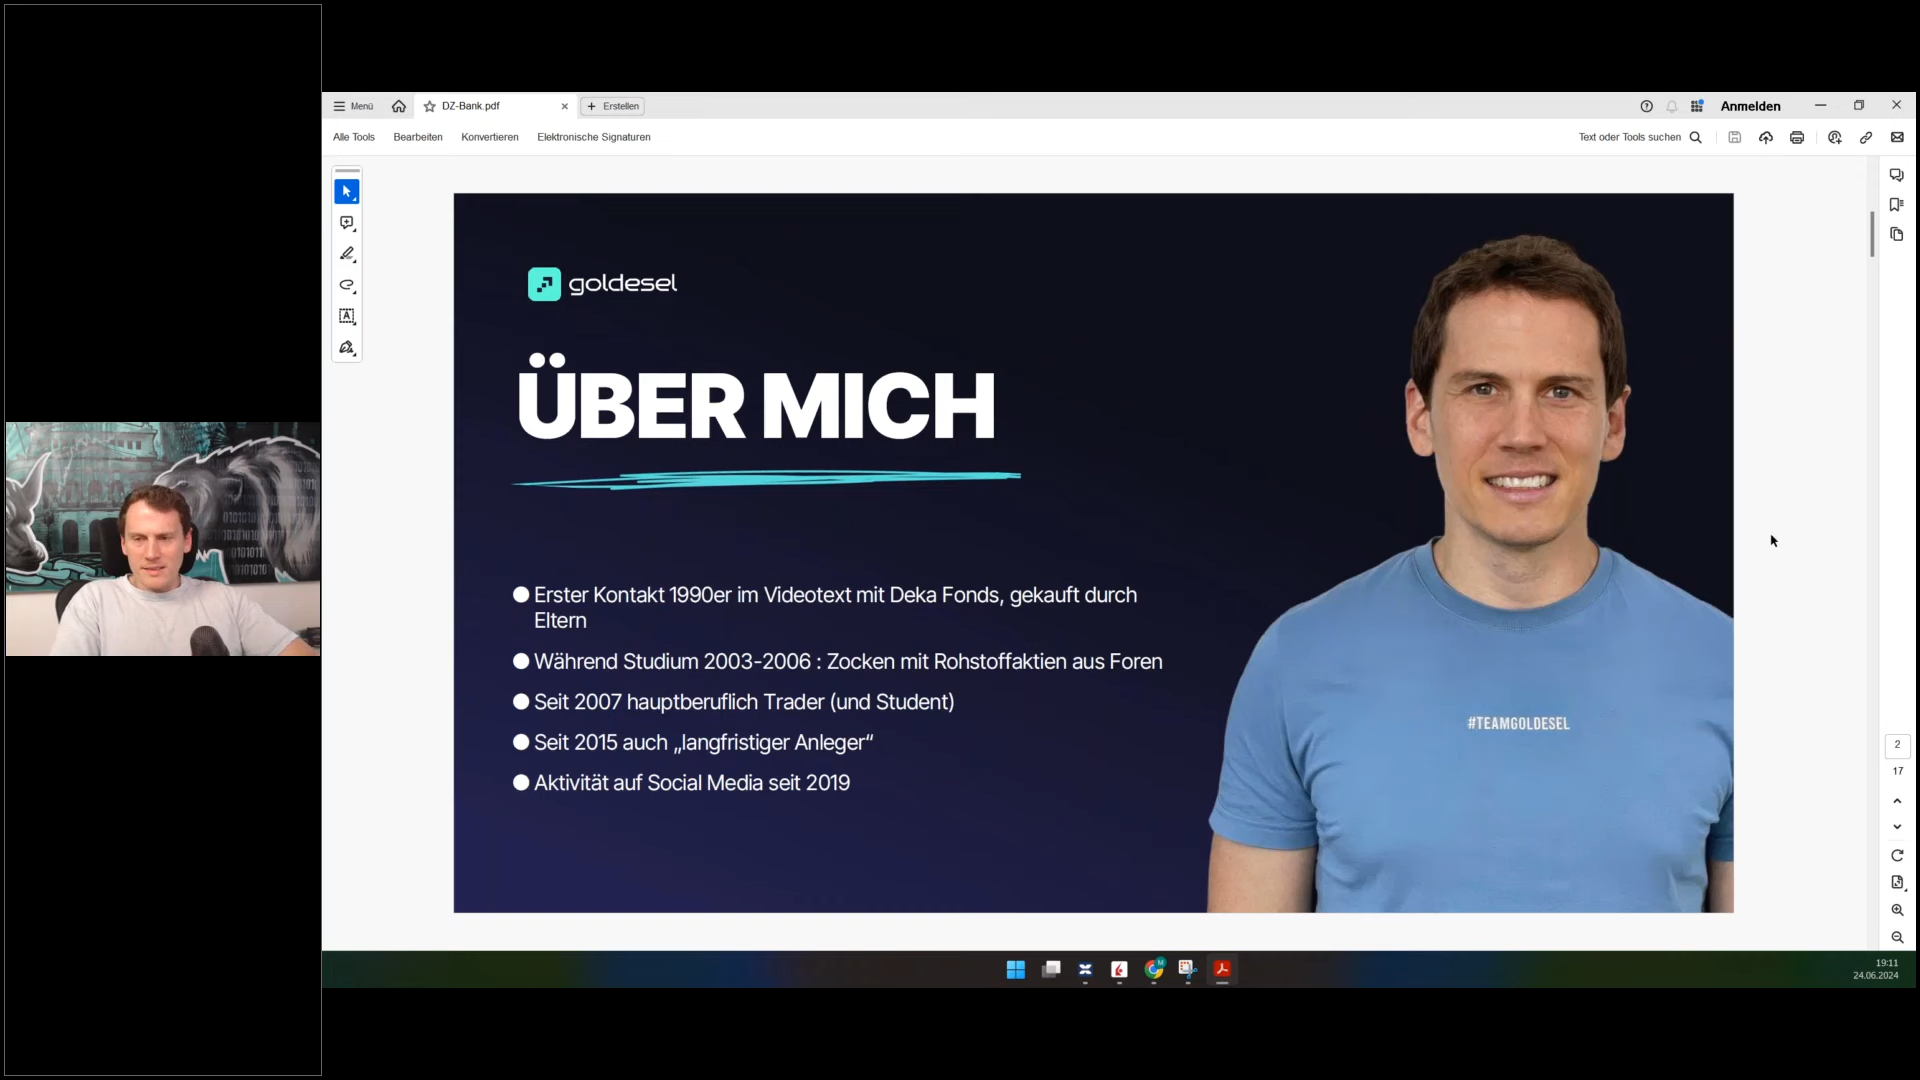 Menü
DZ-Bank.pdf
Erstellen
Anmelden
Alle Tools
Bearbeiten
Konvertieren
Elektronische Signaturen
Text oder Tools suchen
goldesel
ÜBER MICH
● Erster Kontakt 1990er im Videotext mit Deka Fonds, gekauft durch
Eltern
● Während Studium 2003-2006 : Zocken mit Rohstoffaktien aus Foren
● Seit 2007 hauptberuflich Trader (und Student)
● Seit 2015 auch „langfristiger Anleger“
● Aktivität auf Social Media seit 2019
#TEAMGOLDESEL
2
17
19:11
24.06.2024